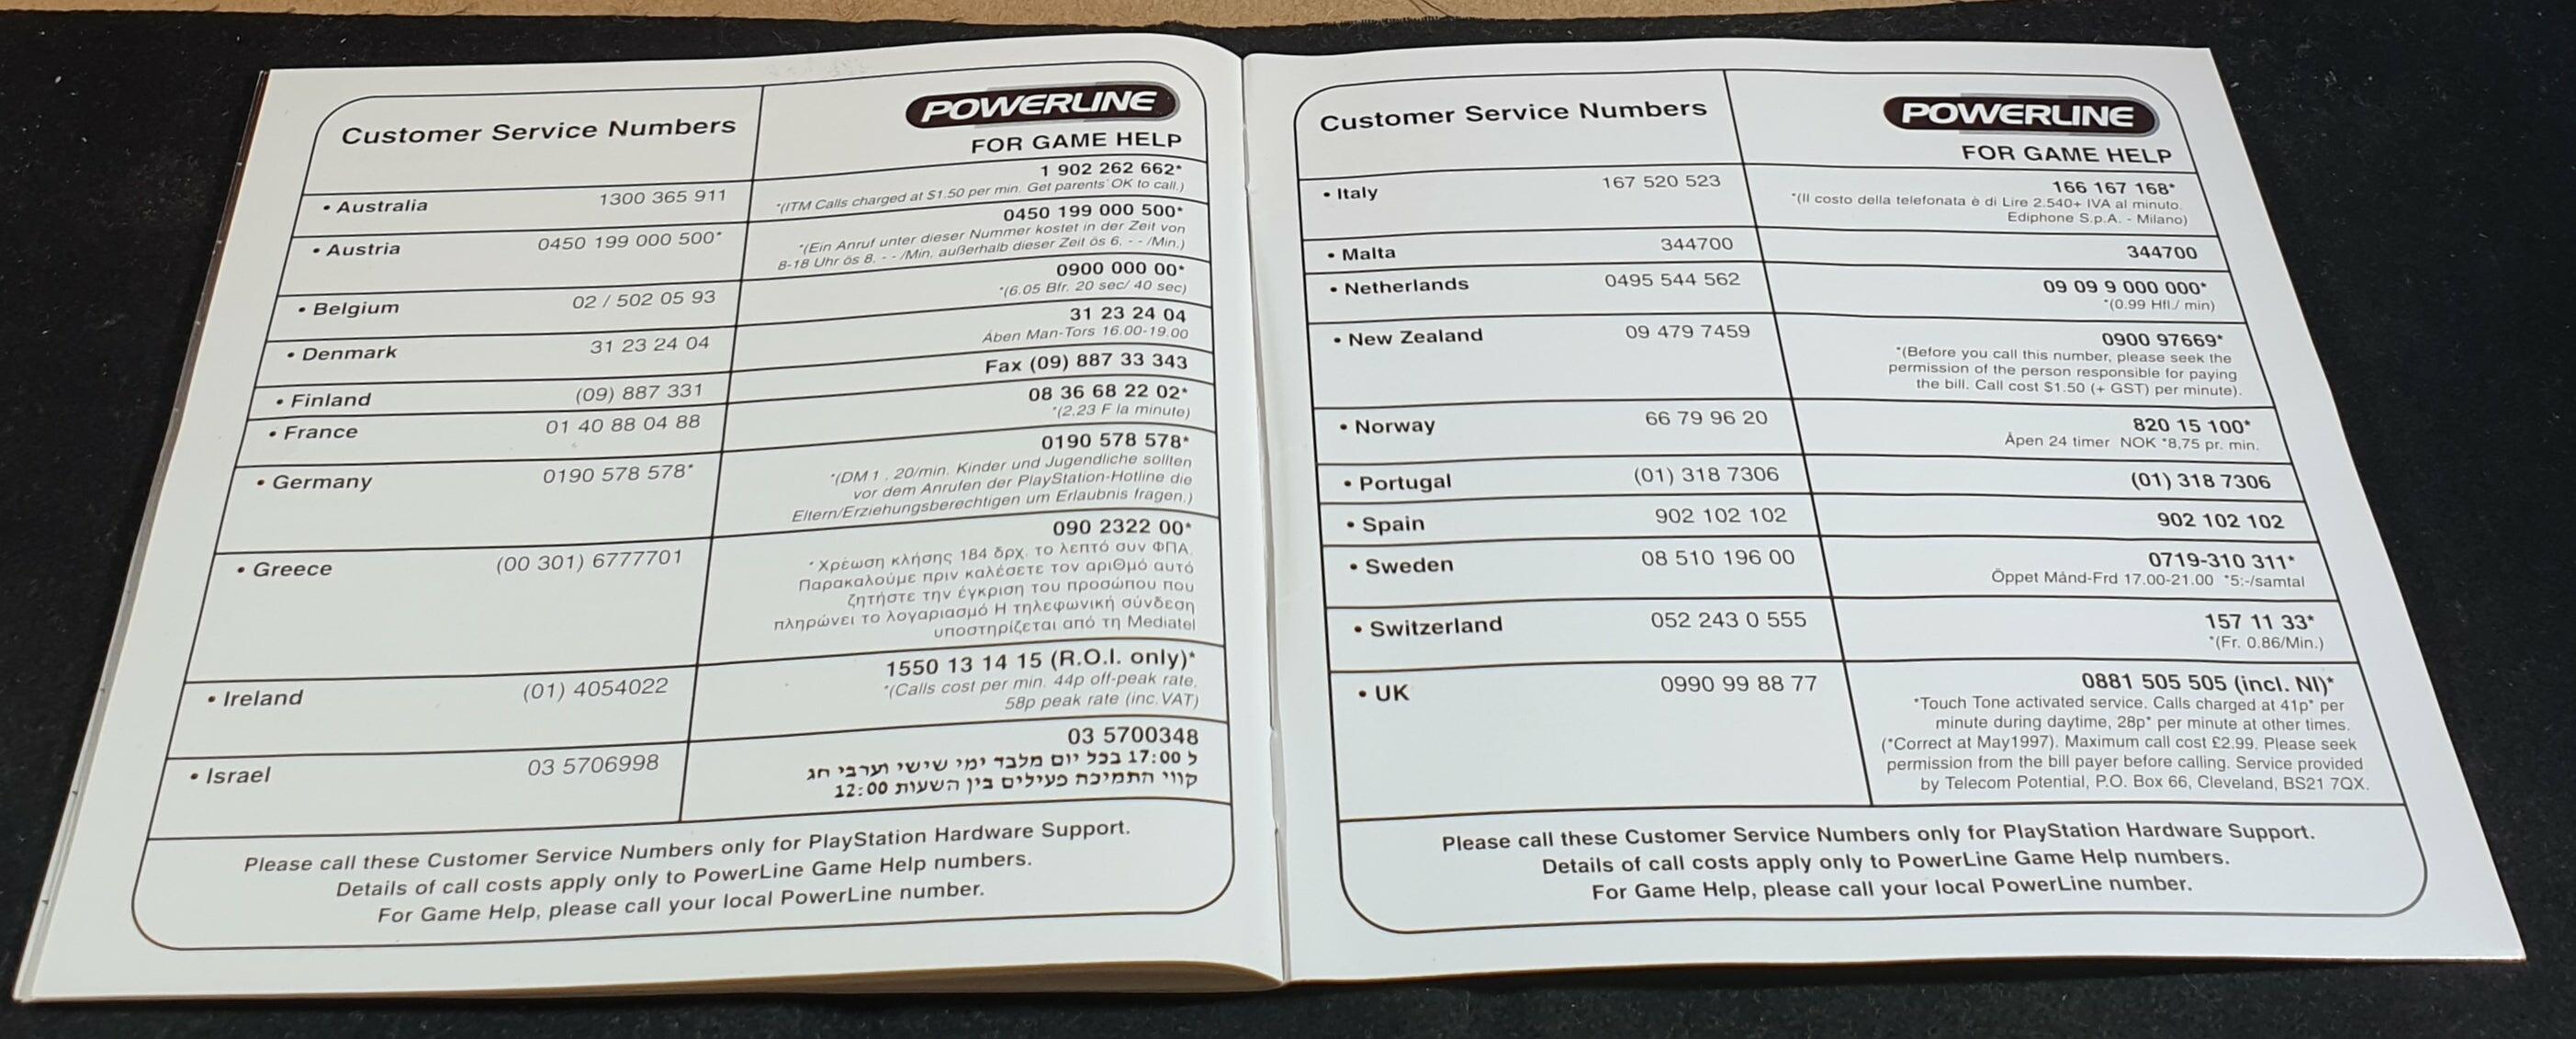 Customer Service Numbers
POWERLINE
FOR GAME HELP
• Australia 1300 365 911
1 902 262 662*
*(ITM Calls charged at $1.50 per min. Get parents' OK to call.)
• Austria 0450 199 000 500*
0450 199 000 500*
*(Ein Anruf unter dieser Nummer kostet in der Zeit von
8-18 Uhr ös 8. - - /Min. außerhalb dieser Zeit ös 6. - - /Min.)
• Belgium 02 / 502 05 93
0900 000 00*
*(6.05 Bfr. 20 sec/ 40 sec)
• Denmark 31 23 24 04
31 23 24 04
Åben Man-Tors 16.00-19.00
• Finland (09) 887 331
Fax (09) 887 33 343
• France 01 40 88 04 88
08 36 68 22 02*
*(2,23 F la minute)
• Germany 0190 578 578*
0190 578 578*
*(DM 1 . 20/min. Kinder und Jugendliche sollten
vor dem Anrufen der PlayStation-Hotline die
Eltern/Erziehungsberechtigen um Erlaubnis fragen.)
• Greece (00 301) 6777701
090 2322 00*
* Χρέωση κλήσης 184 δρχ. το λεπτό συν ΦΠΑ.
Παρακαλούμε πριν καλέσετε τον αριθμό αυτό
ζητήστε την έγκριση του προσώπου που
πληρώνει το λογαριασμό Η τηλεφωνική σύνδεση
υποστηρίζεται από τη Mediatel
• Ireland (01) 4054022
1550 13 14 15 (R.O.I. only)*
*(Calls cost per min. 44p off-peak rate,
58p peak rate (inc.VAT)
• Israel 03 5706998
03 5700348
ל 17:00 בכל יום מלבד ימי שישי וערבי חג
קווי התמיכה פעילים בין השעות 12:00
Please call these Customer Service Numbers only for PlayStation Hardware Support.
Details of call costs apply only to PowerLine Game Help numbers.
For Game Help, please call your local PowerLine number.
Customer Service Numbers
POWERLINE
FOR GAME HELP
• Italy 167 520 523
166 167 168*
*(Il costo della telefonata è di Lire 2.540+ IVA al minuto.
Ediphone S.p.A. - Milano)
• Malta 344700
344700
• Netherlands 0495 544 562
09 09 9 000 000*
*(0.99 Hfl./ min)
• New Zealand 09 479 7459
0900 97669*
*(Before you call this number, please seek the
permission of the person responsible for paying
the bill. Call cost $1.50 (+ GST) per minute).
• Norway 66 79 96 20
820 15 100*
Åpen 24 timer NOK *8,75 pr. min.
• Portugal (01) 318 7306
(01) 318 7306
• Spain 902 102 102
902 102 102
• Sweden 08 510 196 00
0719-310 311*
Öppet Månd-Frd 17.00-21.00 *5:-/samtal
• Switzerland 052 243 0 555
157 11 33*
*(Fr. 0.86/Min.)
• UK 0990 99 88 77
0881 505 505 (incl. NI)*
*Touch Tone activated service. Calls charged at 41p* per
minute during daytime, 28p* per minute at other times.
(*Correct at May1997). Maximum call cost £2.99. Please seek
permission from the bill payer before calling. Service provided
by Telecom Potential, P.O. Box 66, Cleveland, BS21 7QX.
Please call these Customer Service Numbers only for PlayStation Hardware Support.
Details of call costs apply only to PowerLine Game Help numbers.
For Game Help, please call your local PowerLine number.